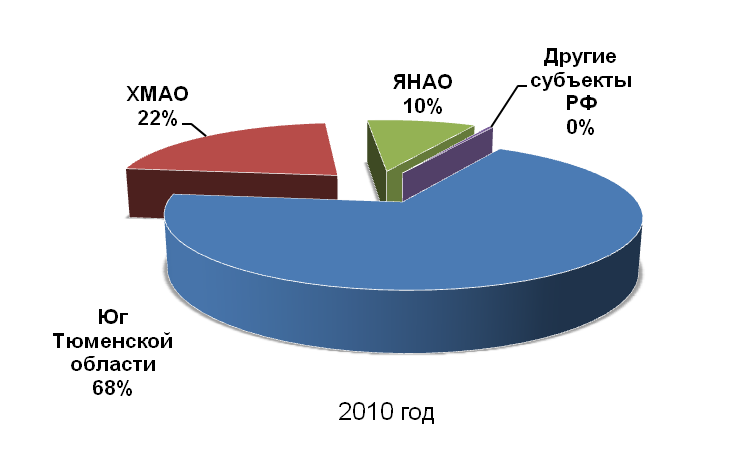 Другие
субъекты
РФ
0%
ЯНАО
10%
ХМАО
22%
Юг
Тюменской
области
68%
2010 год